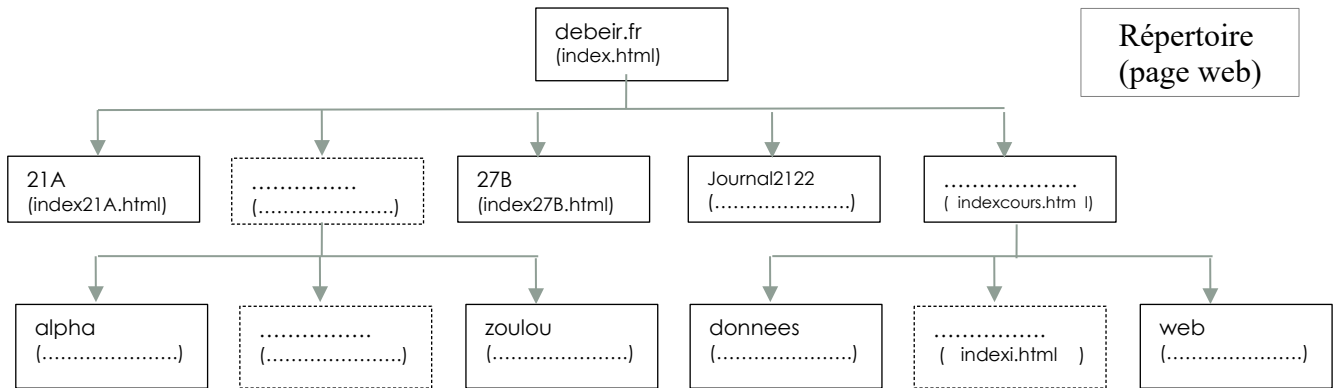 debeir.fr
(index.html)
Répertoire
(page web)
21A
(index21A.html)
……………
(………………….)
27B
(index27B.html)
Journal2122
(………………….)
………………..
( indexcours.htm l)
alpha
(………………….)
……………
(………………….)
zoulou
(………………….)
donnees
(………………….)
……………
( indexi.html )
web
(………………….)